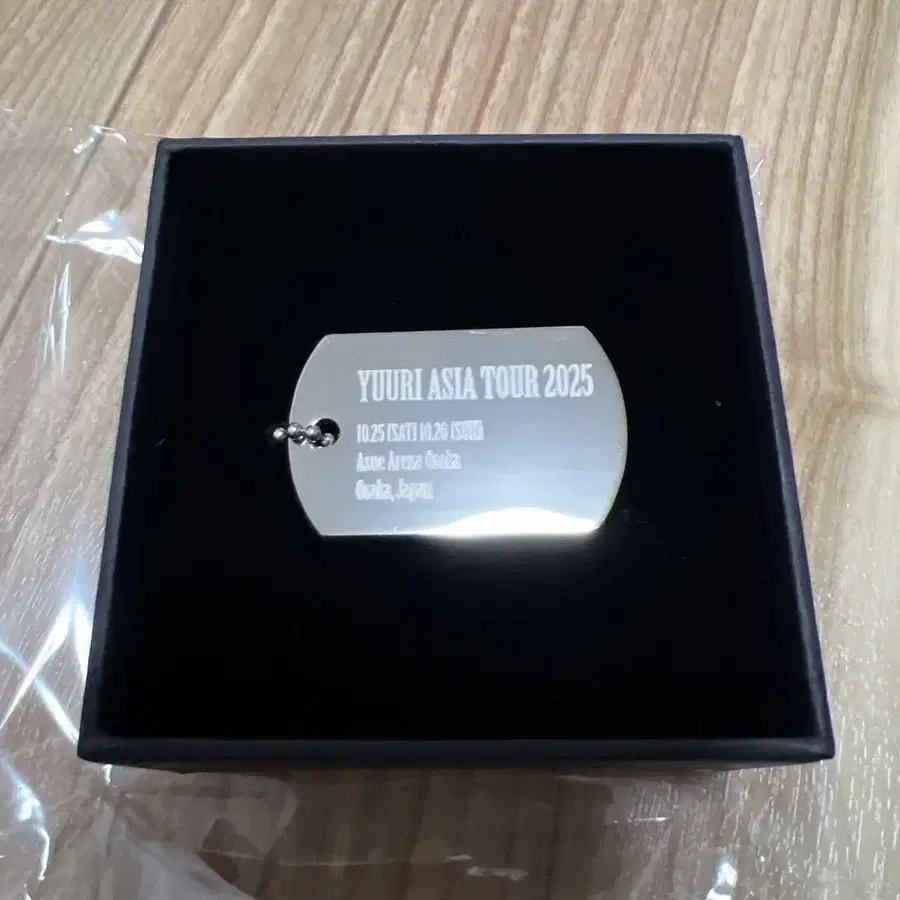 YUURI ASIA TOUR 2025
10.25 [SAT] 10.26 [SUN]
Asue Arena Osaka
Osaka, Japan